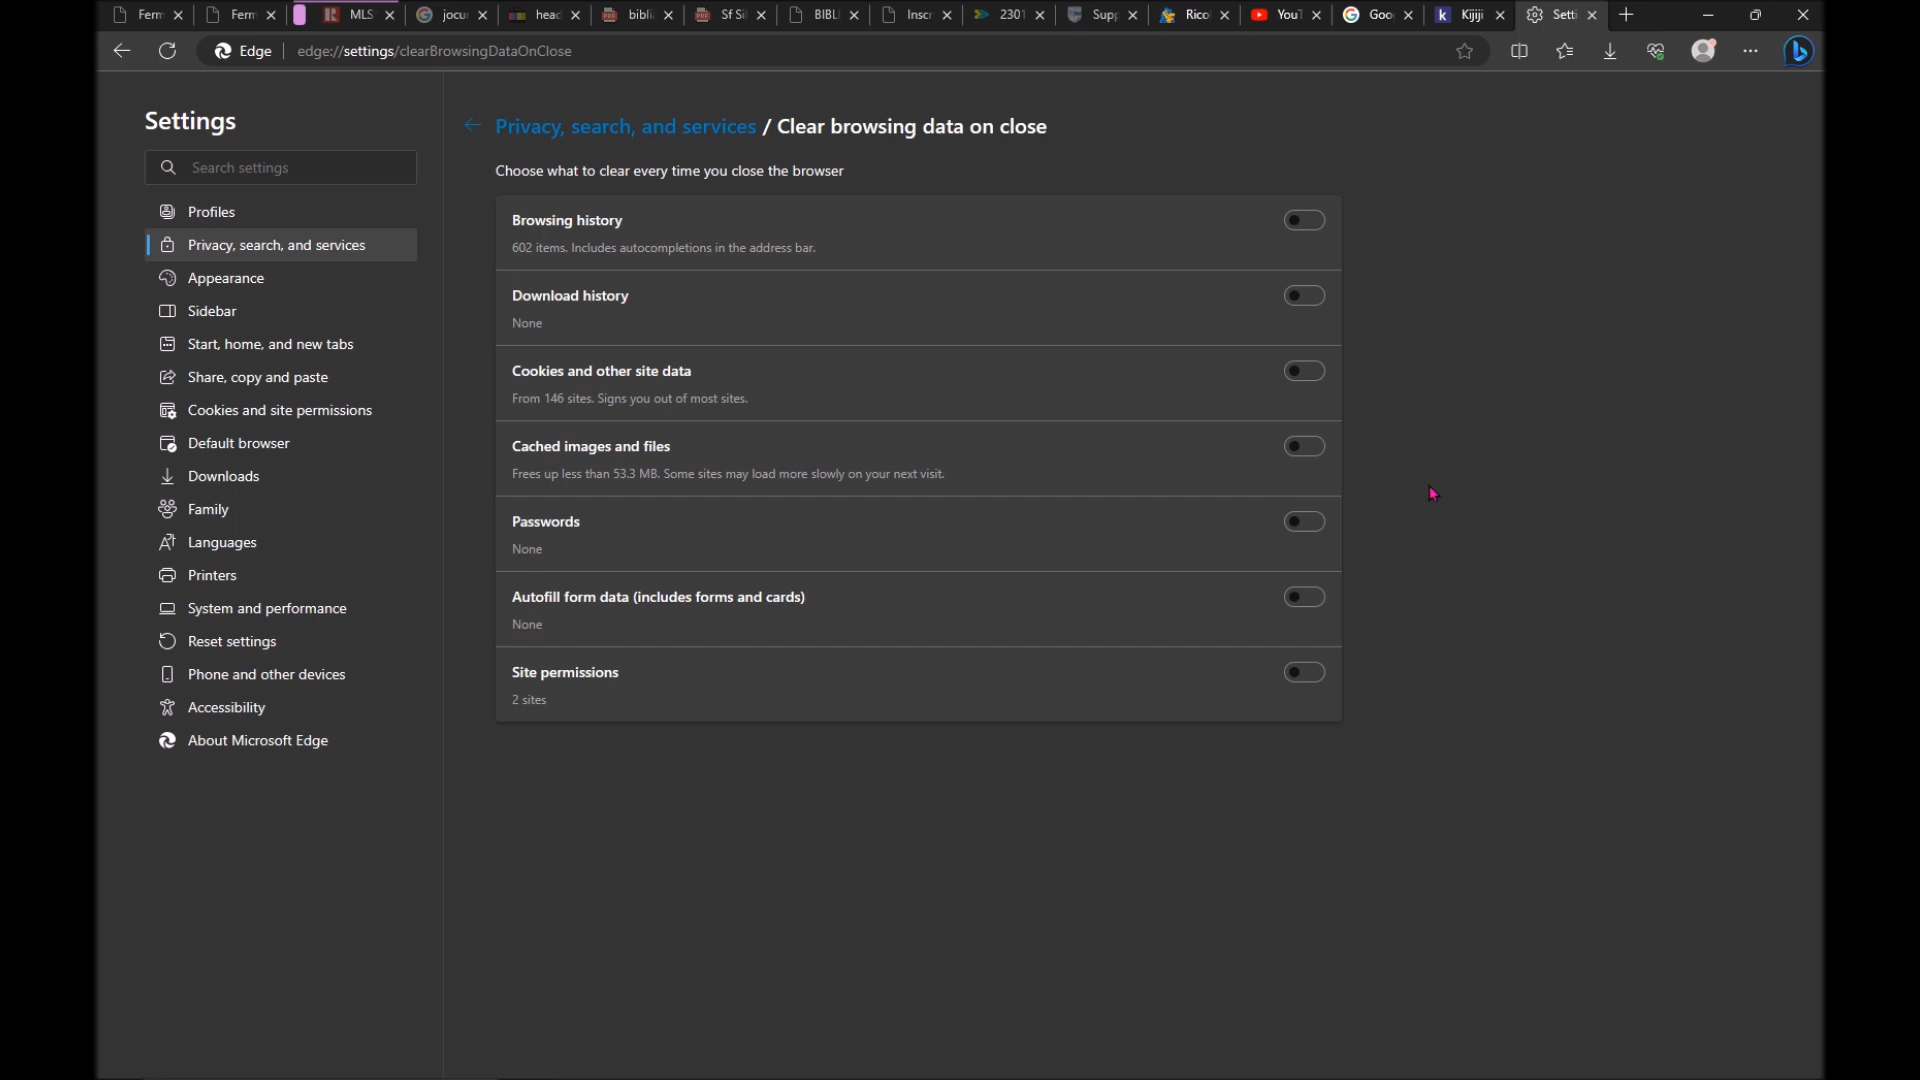 Ferm
Ferm
MLS
jocu
head
bibli
Sf Si
BIBL
Inscr
2301
Supp
Rico
YouT
Goo
Kijiji
Setti
Edge
edge://settings/clearBrowsingDataOnClose
Settings
Search settings
Profiles
Privacy, search, and services
Appearance
Sidebar
Start, home, and new tabs
Share, copy and paste
Cookies and site permissions
Default browser
Downloads
Family
Languages
Printers
System and performance
Reset settings
Phone and other devices
Accessibility
About Microsoft Edge
Privacy, search, and services / Clear browsing data on close
Choose what to clear every time you close the browser
Browsing history
602 items. Includes autocompletions in the address bar.
Download history
None
Cookies and other site data
From 146 sites. Signs you out of most sites.
Cached images and files
Frees up less than 53.3 MB. Some sites may load more slowly on your next visit.
Passwords
None
Autofill form data (includes forms and cards)
None
Site permissions
2 sites